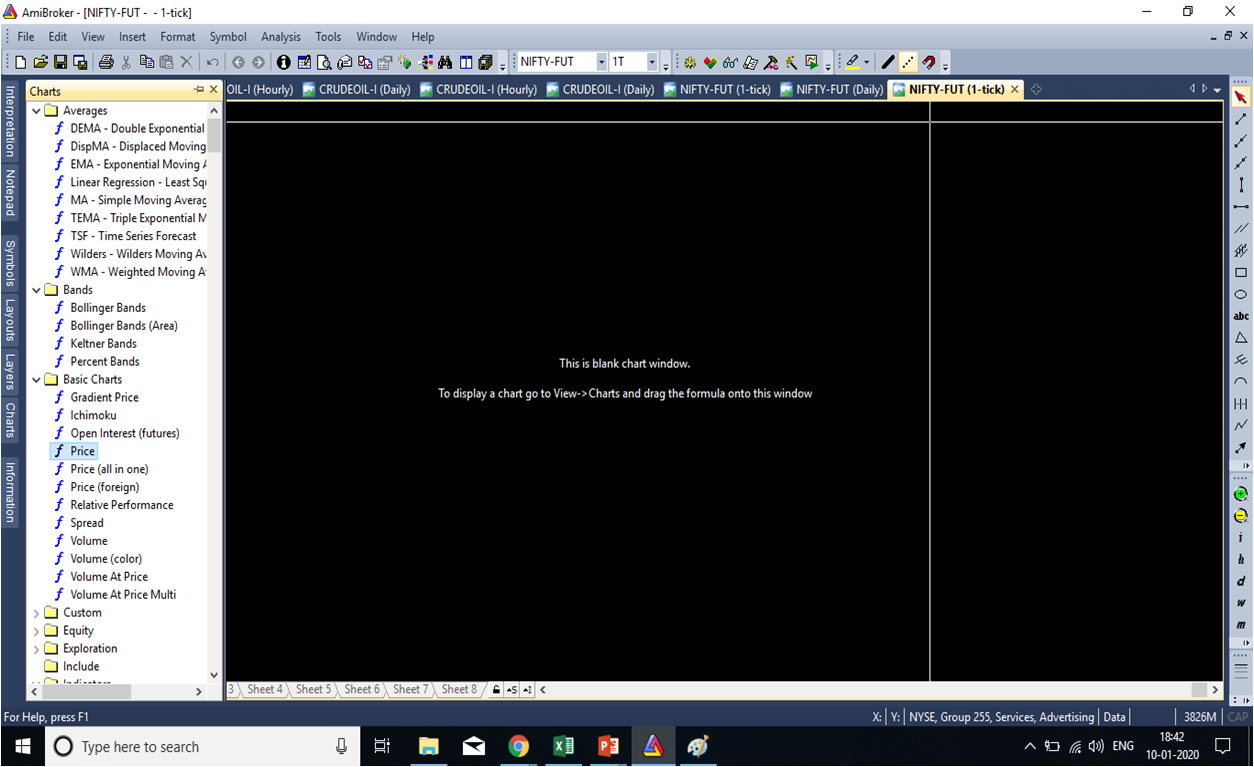 AmiBroker - [NIFTY-FUT - - 1-tick]
File Edit View Insert Format Symbol Analysis Tools Window Help
NIFTY-FUT 1T
Charts
OIL-I (Hourly) CRUDEOIL-I (Daily) CRUDEOIL-I (Hourly) CRUDEOIL-I (Daily) NIFTY-FUT (1-tick) NIFTY-FUT (Daily) NIFTY-FUT (1-tick)
Interpretation
Notepad
Symbols
Layouts
Layers
Charts
Information
Averages
DEMA - Double Exponential
DispMA - Displaced Moving
EMA - Exponential Moving A
Linear Regression - Least Squ
MA - Simple Moving Averag
TEMA - Triple Exponential M
TSF - Time Series Forecast
Wilders - Wilders Moving Av
WMA - Weighted Moving A
Bands
Bollinger Bands
Bollinger Bands (Area)
Keltner Bands
Percent Bands
Basic Charts
Gradient Price
Ichimoku
Open Interest (futures)
Price
Price (all in one)
Price (foreign)
Relative Performance
Spread
Volume
Volume (color)
Volume At Price
Volume At Price Multi
Custom
Equity
Exploration
Include
Indicators
This is blank chart window.
To display a chart go to View->Charts and drag the formula onto this window
abc
i
h
d
w
m
3 Sheet 4 Sheet 5 Sheet 6 Sheet 7 Sheet 8
For Help, press F1
X: Y: NYSE, Group 255, Services, Advertising Data 3826M CAP
Type here to search
ENG
18:42
10-01-2020